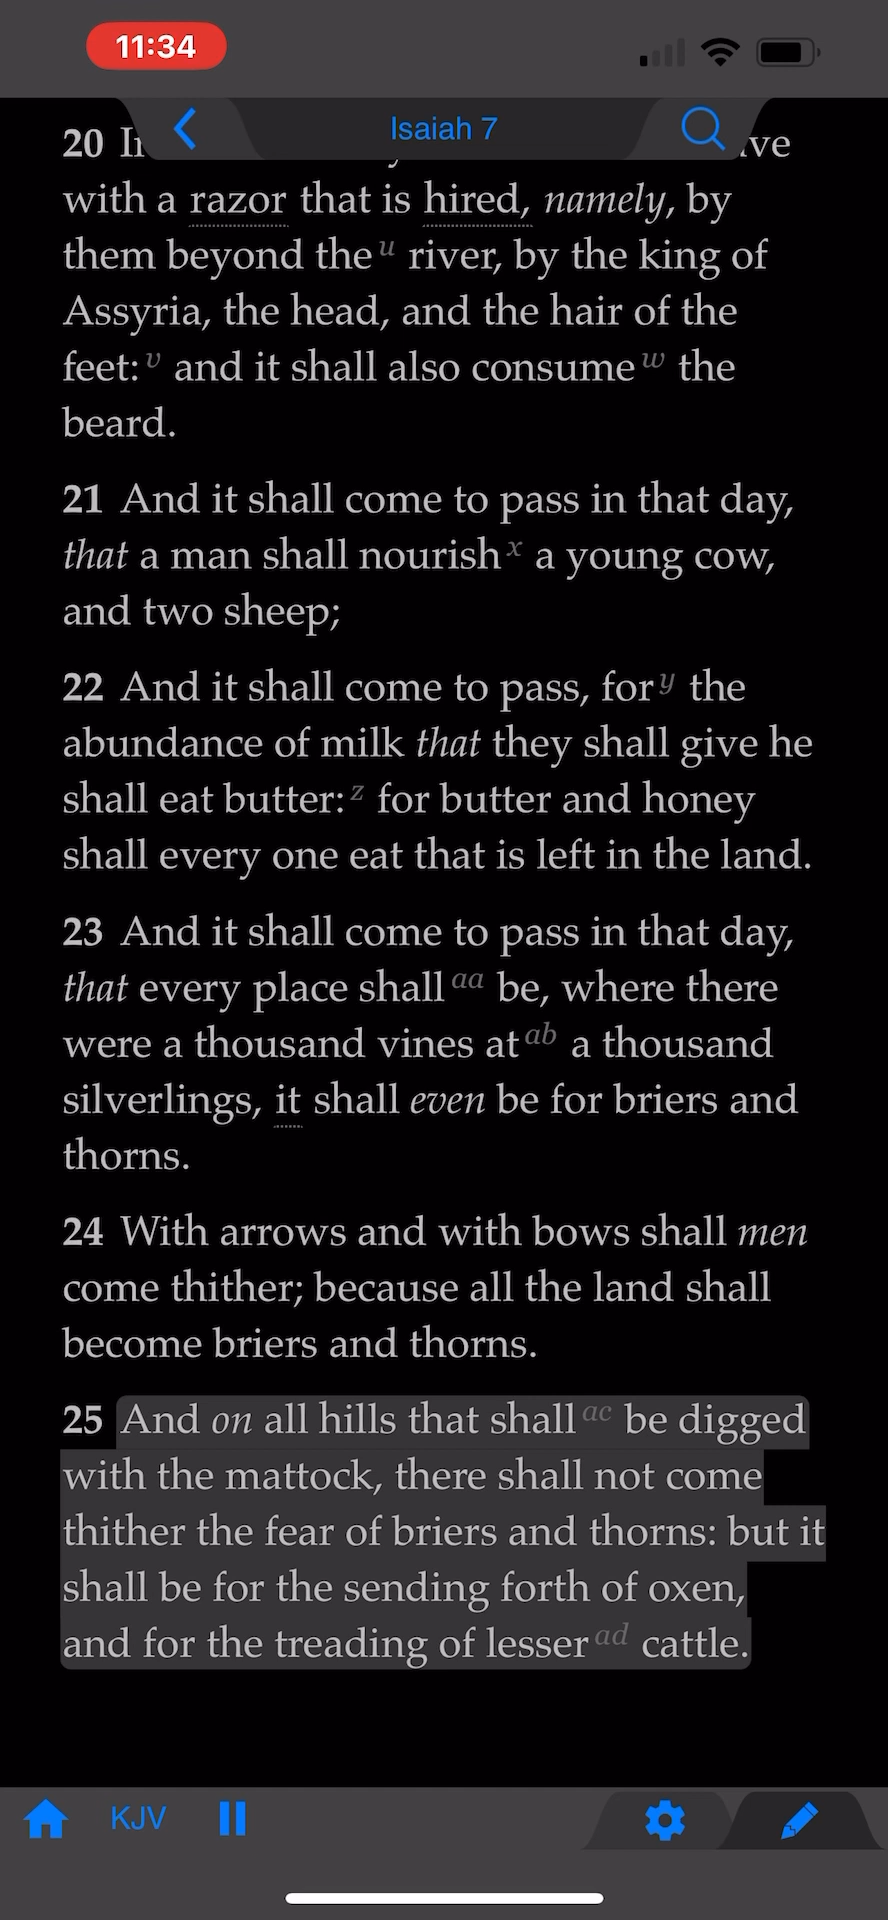 11:34
Isaiah 7
20
with a razor that is hired, namely, by
them beyond the u river, by the king of
Assyria, the head, and the hair of the
feet: v and it shall also consume w the
beard.
21 And it shall come to pass in that day,
that a man shall nourish x a young cow,
and two sheep;
22 And it shall come to pass, for y the
abundance of milk that they shall give he
shall eat butter: z for butter and honey
shall every one eat that is left in the land.
23 And it shall come to pass in that day,
that every place shall aa be, where there
were a thousand vines at ab a thousand
silverlings, it shall even be for briers and
thorns.
24 With arrows and with bows shall men
come thither; because all the land shall
become briers and thorns.
25 And on all hills that shall ac be digged
with the mattock, there shall not come
thither the fear of briers and thorns: but it
shall be for the sending forth of oxen,
and for the treading of lesser ad cattle.
KJV